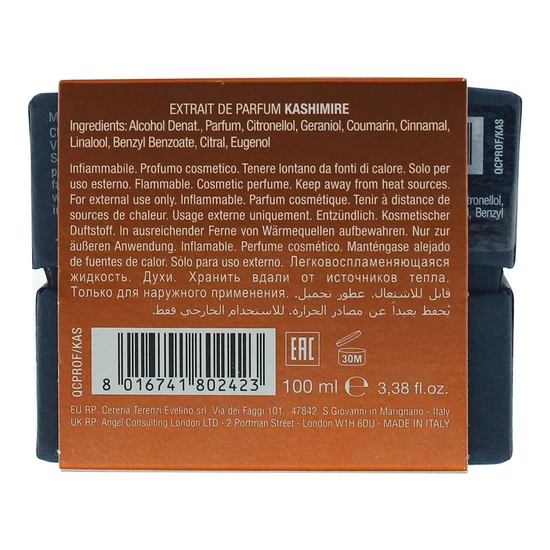 EXTRAIT DE PARFUM KASHIMIRE
Ingredients: Alcohol Denat., Parfum, Citronellol, Geraniol, Coumarin, Cinnamal,
Linalool, Benzyl Benzoate, Citral, Eugenol
Infiammabile. Profumo cosmetico. Tenere lontano da fonti di calore. Solo per
uso esterno. Flammable. Cosmetic perfume. Keep away from heat sources.
For external use only. Inflammable. Parfum cosmétique. Tenir à distance de
sources de chaleur. Usage externe uniquement. Entzündlich. Kosmetischer
Duftstoff. In ausreichender Ferne von Wärmequellen aufbewahren. Nur zur
äußeren Anwendung. Inflamable. Perfume cosmético. Manténgase alejado
de fuentes de calor. Sólo para uso externo. Легковоспламеняющаяся
жидкость. Духи. Хранить вдали от источников тепла.
Только для наружного применения. قابل للاشتعال. عطور تجميل.
تُحفظ بعيداً عن مصادر الحرارة. للاستخدام الخارجي فقط.
QCPROF/KAS
8 016741 802423
EAC
30M
100 ml e 3,38 fl.oz.
EU RP. Cereria Terenzi Evelino srl. Via dei Faggi 101. 47842 S.Giovanni in Marignano - Italy
UK RP. Angel Consulting London LTD - 2 Portman Street - London W1H 6DU - MADE IN ITALY
QCPROF/KAS
tronellol,
Benzyl